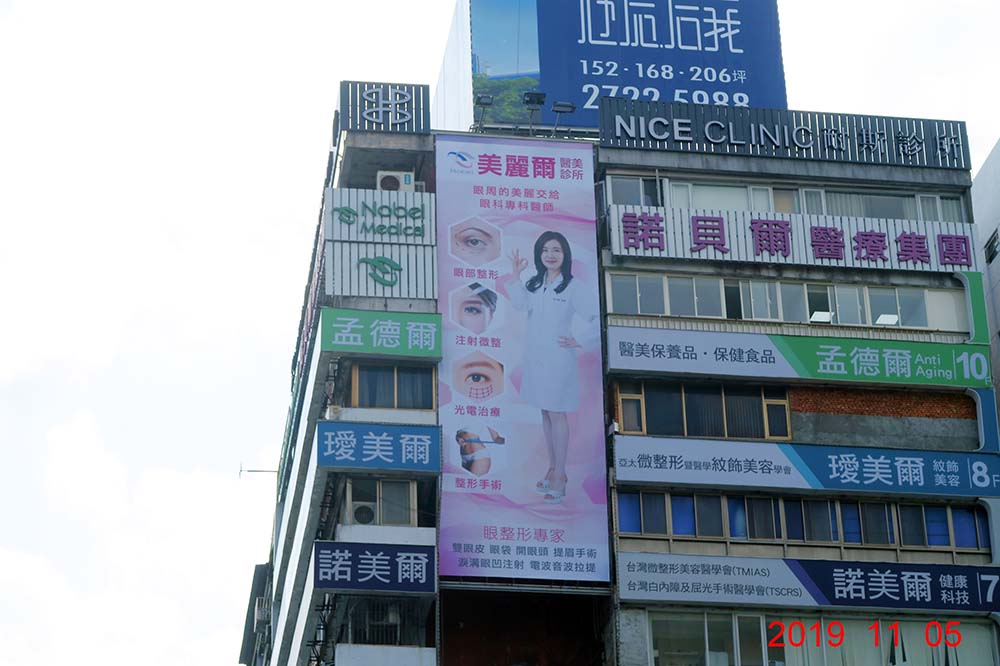 152-168-206坪
2722 5988
NICE CLINIC 耐斯診所
美麗爾 醫美診所
眼周的美麗交給
眼科專科醫師
眼部整形
注射微整
光電治療
整形手術
眼整形專家
雙眼皮 眼袋 開眼頭 提眉手術
淚溝眼凹注射 電波音波拉提
Nobel
Medical
孟德爾
璦美爾
諾美爾
諾貝爾醫療集團
醫美保養品・保健食品 孟德爾 Anti Aging 10
亞太微整形暨醫學紋飾美容學會 璦美爾 紋飾美容 8F
台灣微整形美容醫學會(TMIAS)
台灣白內障及屈光手術醫學會(TSCRS)
諾美爾 健康科技 7
2019 11 05